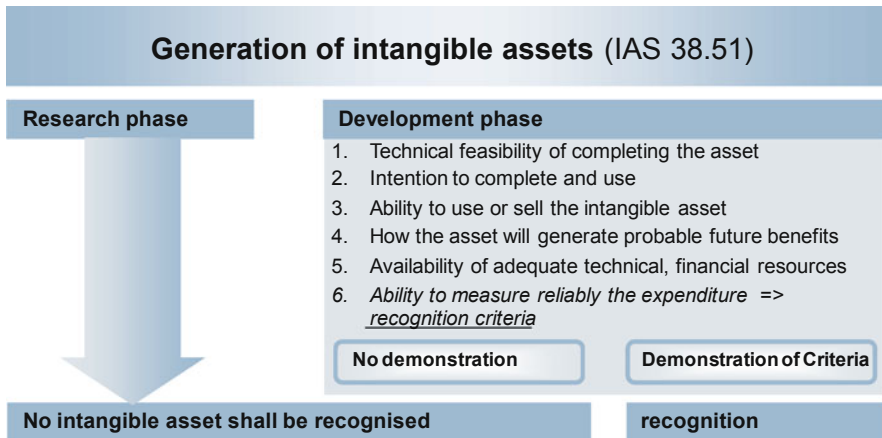 Generation of intangible assets (IAS 38.51)
Research phase
Development phase
1. Technical feasibility of completing the asset
2. Intention to complete and use
3. Ability to use or sell the intangible asset
4. How the asset will generate probable future benefits
5. Availability of adequate technical, financial resources
6. Ability to measure reliably the expenditure =>
recognition criteria
No demonstration
Demonstration of Criteria
No intangible asset shall be recognised
recognition